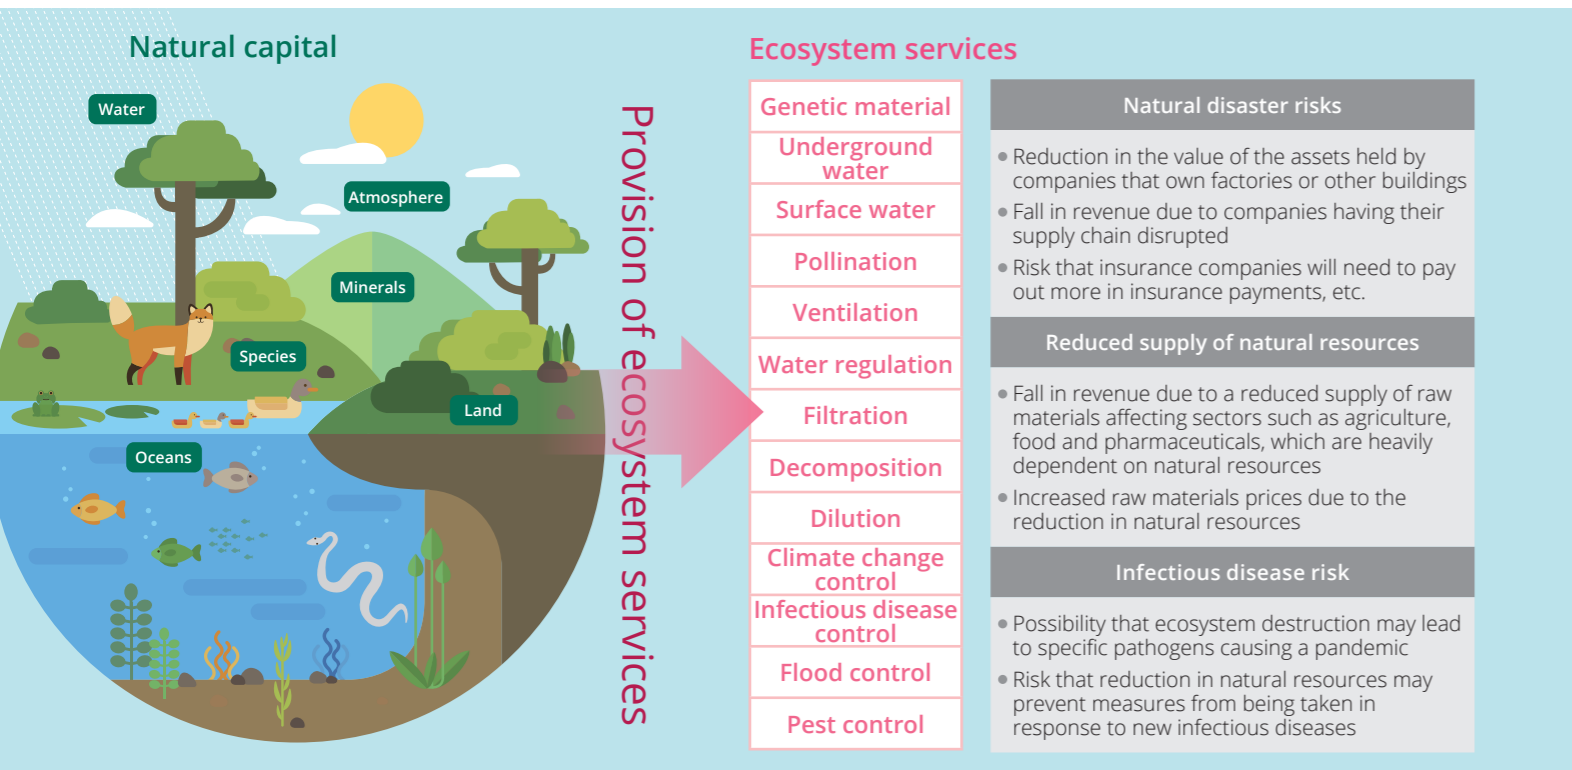 Natural capital
Water
Atmosphere
Minerals
Species
Land
Oceans
Provision of ecosystem services
Ecosystem services
Genetic material
Underground
water
Surface water
Pollination
Ventilation
Water regulation
Filtration
Decomposition
Dilution
Climate change
control
Infectious disease
control
Flood control
Pest control
Natural disaster risks
• Reduction in the value of the assets held by
companies that own factories or other buildings
• Fall in revenue due to companies having their
supply chain disrupted
• Risk that insurance companies will need to pay
out more in insurance payments, etc.
Reduced supply of natural resources
• Fall in revenue due to a reduced supply of raw
materials affecting sectors such as agriculture,
food and pharmaceuticals, which are heavily
dependent on natural resources
• Increased raw materials prices due to the
reduction in natural resources
Infectious disease risk
• Possibility that ecosystem destruction may lead
to specific pathogens causing a pandemic
• Risk that reduction in natural resources may
prevent measures from being taken in
response to new infectious diseases